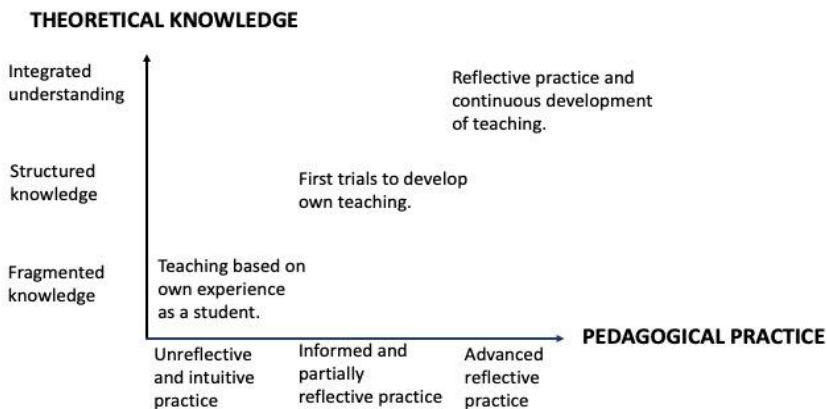 THEORETICAL KNOWLEDGE
Integrated
understanding
Reflective practice and
continuous development
of teaching.
Structured
knowledge
First trials to develop
own teaching.
Fragmented
knowledge
Teaching based on
own experience
as a student.
PEDAGOGICAL PRACTICE
Unreflective
and intuitive
practice
Informed and
partially
reflective practice
Advanced
reflective
practice